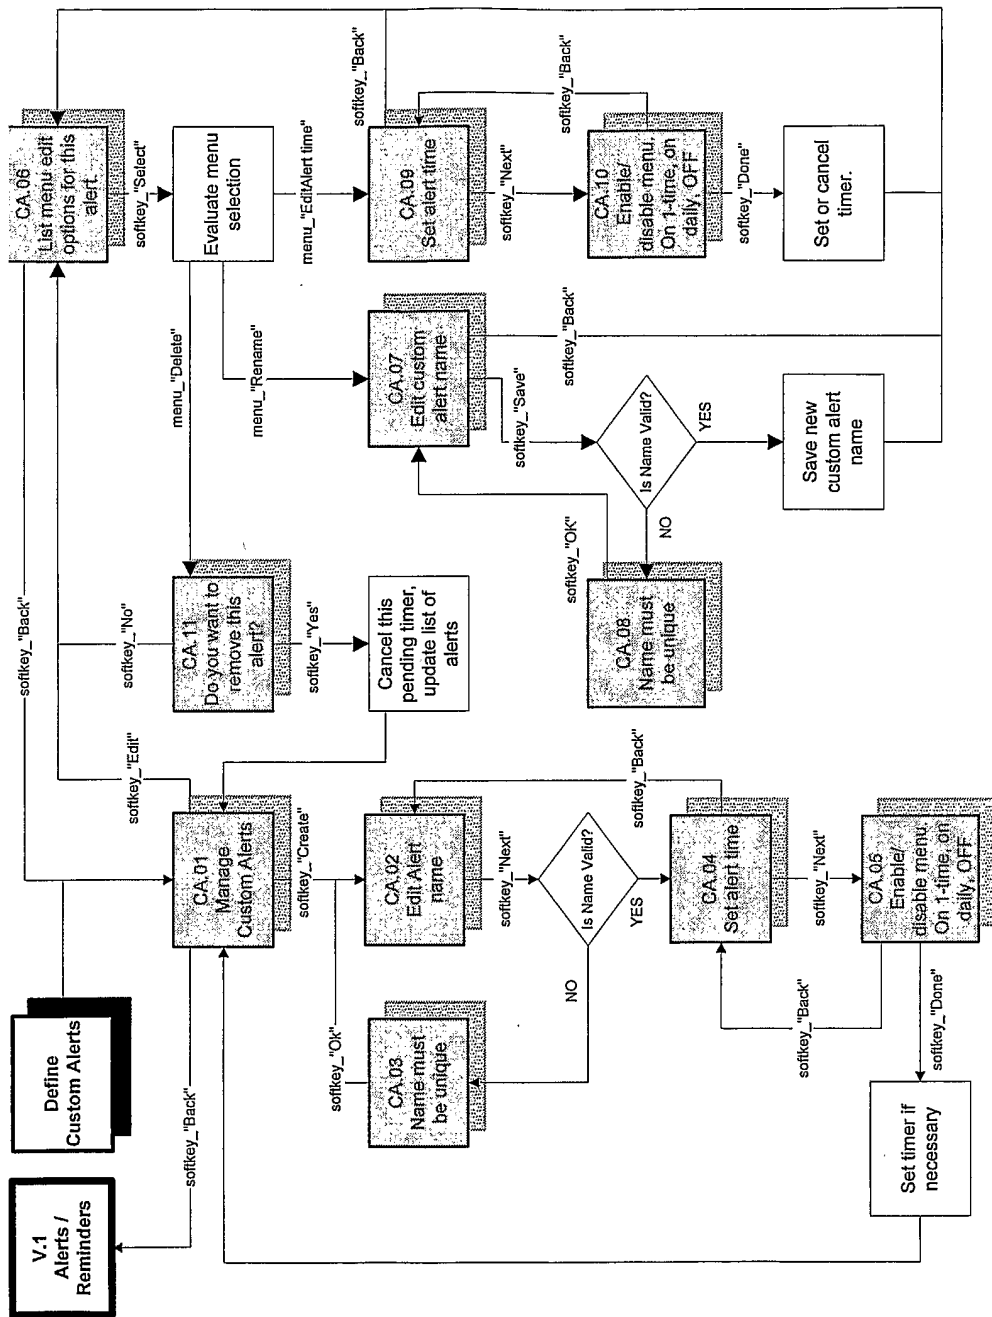 V.1
Alerts /
Reminders
Define
Custom Alerts
softkey_"Back"
softkey_"Back"
CA.01
Manage
Custom Alerts
softkey_"Edit"
softkey_"Create"
softkey_"Ok"
CA.03
Name must
be unique
CA.02
Edit Alert
name
softkey_"Next"
Is Name Valid?
NO
YES
softkey_"Back"
CA.04
Set alert time
softkey_"Next"
softkey_"Back"
CA.05
Enable/
disable menu.
On 1-time, on
daily, OFF
softkey_"Done"
Set timer if
necessary
softkey_"No"
CA.11
Do you want to
remove this
alert?
softkey_"Yes"
Cancel this
pending timer,
update list of
alerts
CA.06
List menu edit
options for this
alert.
softkey_"Select"
Evaluate menu
selection
menu_"Delete"
menu_"Rename"
menu_"EditAlert time"
CA.07
Edit custom
alert name
softkey_"Save"
softkey_"Back"
softkey_"OK"
Is Name Valid?
NO
YES
CA.08
Name must
be unique
Save new
custom alert
name
softkey_"Back"
CA.09
Set alert time
softkey_"Next"
softkey_"Back"
CA.10
Enable/
disable menu.
On 1-time, on
daily, OFF
softkey_"Done"
Set or cancel
timer.